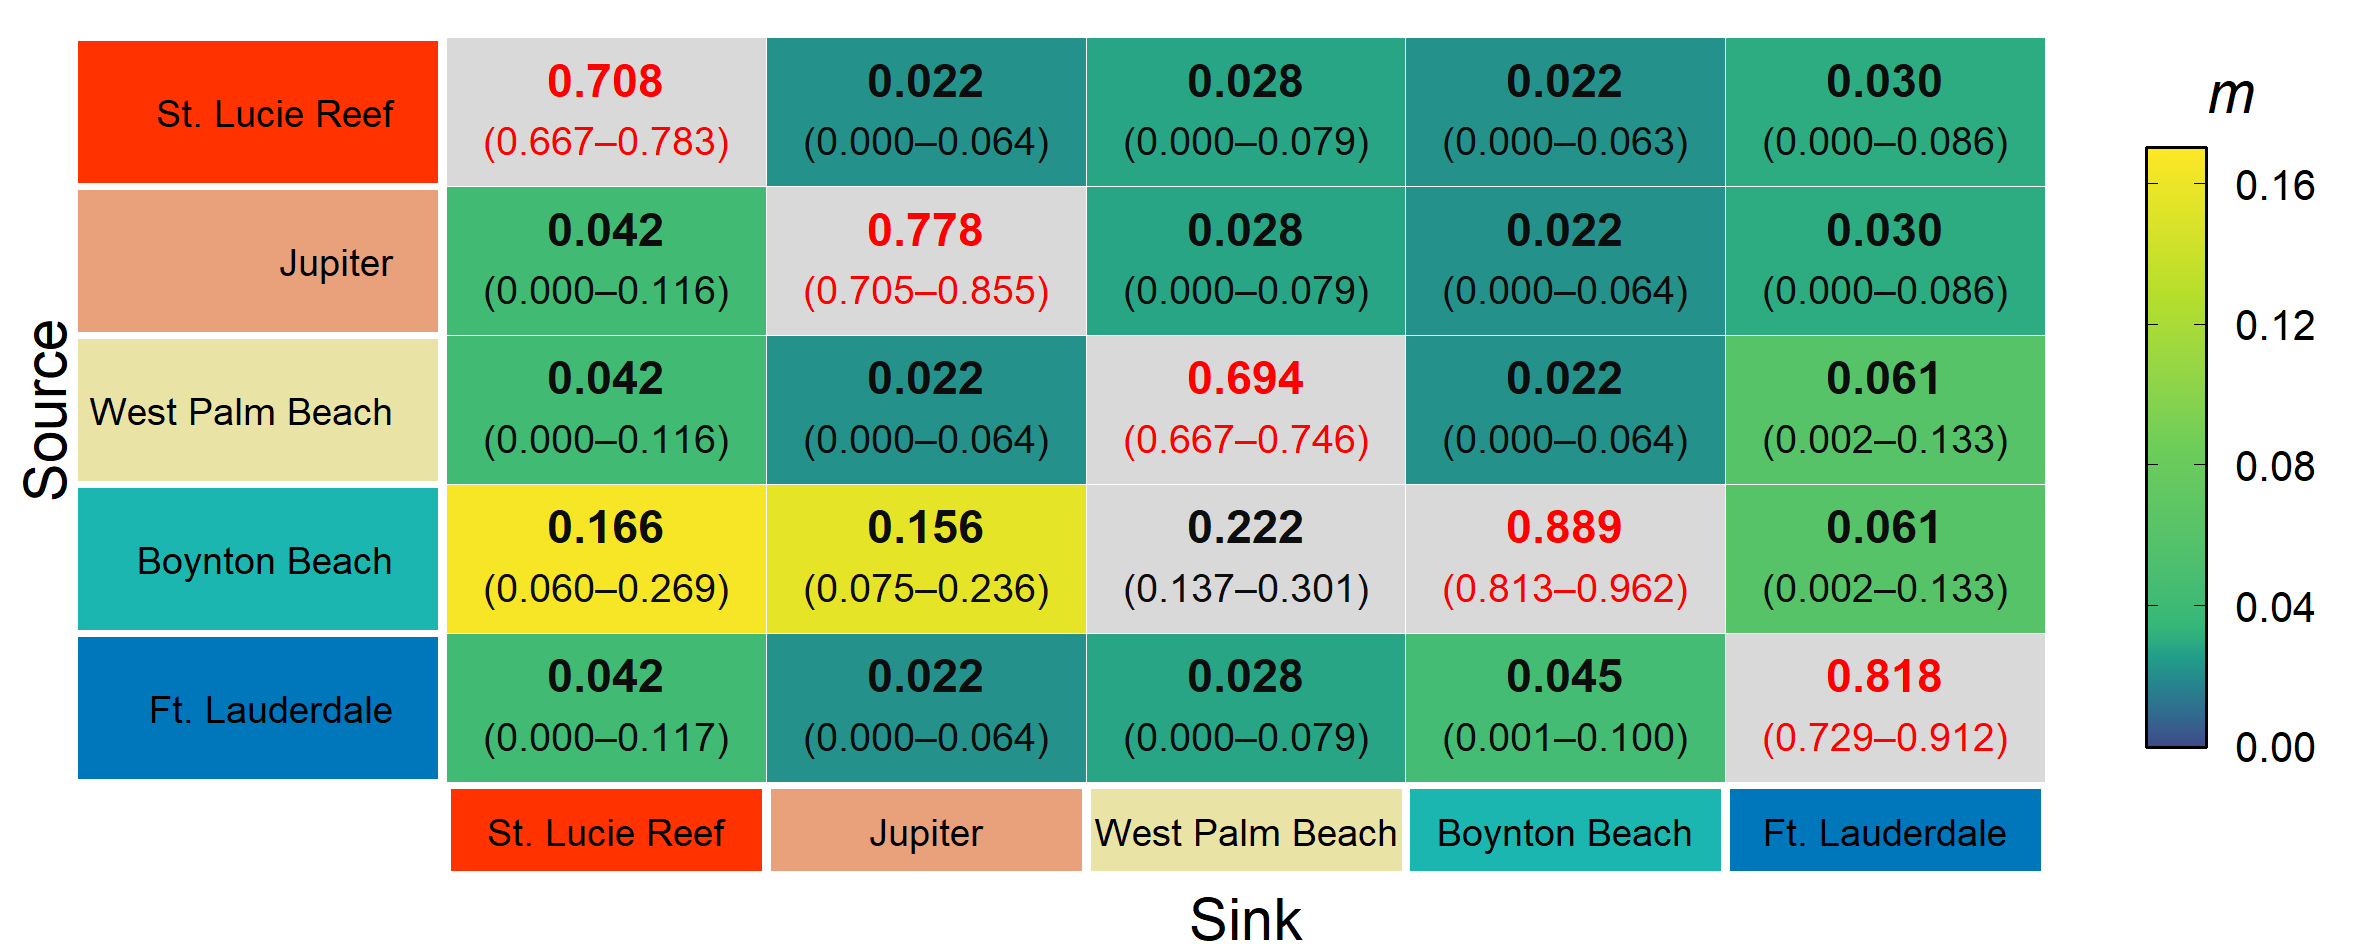 St. Lucie Reef
0.708 0.022 0.028 0.022 0.030
(0.667–0.783) (0.000–0.064) (0.000–0.079) (0.000–0.063) (0.000–0.086)
Jupiter
0.042 0.778 0.028 0.022 0.030
(0.000–0.116) (0.705–0.855) (0.000–0.079) (0.000–0.064) (0.000–0.086)
West Palm Beach
0.042 0.022 0.694 0.022 0.061
(0.000–0.116) (0.000–0.064) (0.667–0.746) (0.000–0.064) (0.002–0.133)
Boynton Beach
0.166 0.156 0.222 0.889 0.061
(0.060–0.269) (0.075–0.236) (0.137–0.301) (0.813–0.962) (0.002–0.133)
Ft. Lauderdale
0.042 0.022 0.028 0.045 0.818
(0.000–0.117) (0.000–0.064) (0.000–0.079) (0.001–0.100) (0.729–0.912)
St. Lucie Reef Jupiter West Palm Beach Boynton Beach Ft. Lauderdale
Source
Sink
m
0.16
0.12
0.08
0.04
0.00